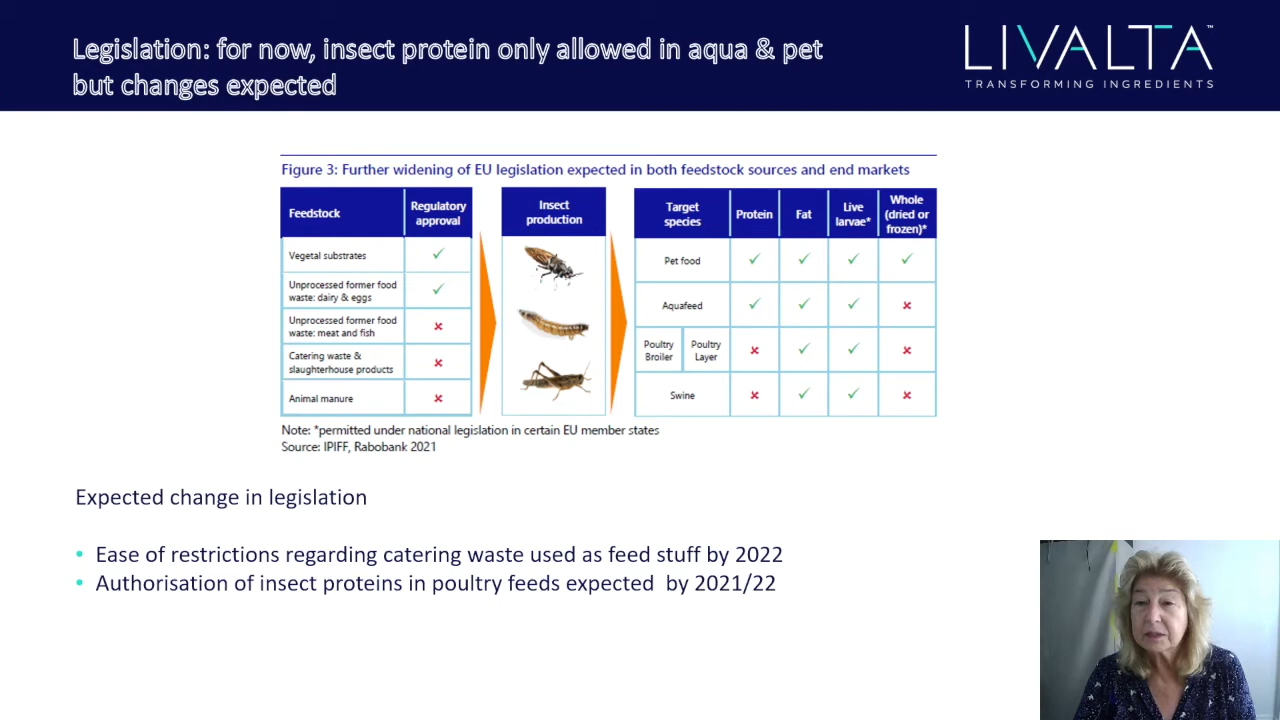 Legislation: for now, insect protein only allowed in aqua & pet
but changes expected
LIVALTA™
TRANSFORMING INGREDIENTS
Figure 3: Further widening of EU legislation expected in both feedstock sources and end markets
Feedstock
Regulatory
approval
Vegetal substrates ✓
Unprocessed former food
waste: dairy & eggs ✓
Unprocessed former food
waste: meat and fish ✗
Catering waste &
slaughterhouse products ✗
Animal manure ✗
Insect
production
Target
species
Protein
Fat
Live
larvae*
Whole
(dried or
frozen)*
Pet food ✓ ✓ ✓ ✓
Aquafeed ✓ ✓ ✓ ✗
Poultry
Broiler
Poultry
Layer
✗ ✓ ✓ ✗
Swine ✗ ✓ ✓ ✗
Note: *permitted under national legislation in certain EU member states
Source: IPIFF, Rabobank 2021
Expected change in legislation
• Ease of restrictions regarding catering waste used as feed stuff by 2022
• Authorisation of insect proteins in poultry feeds expected by 2021/22